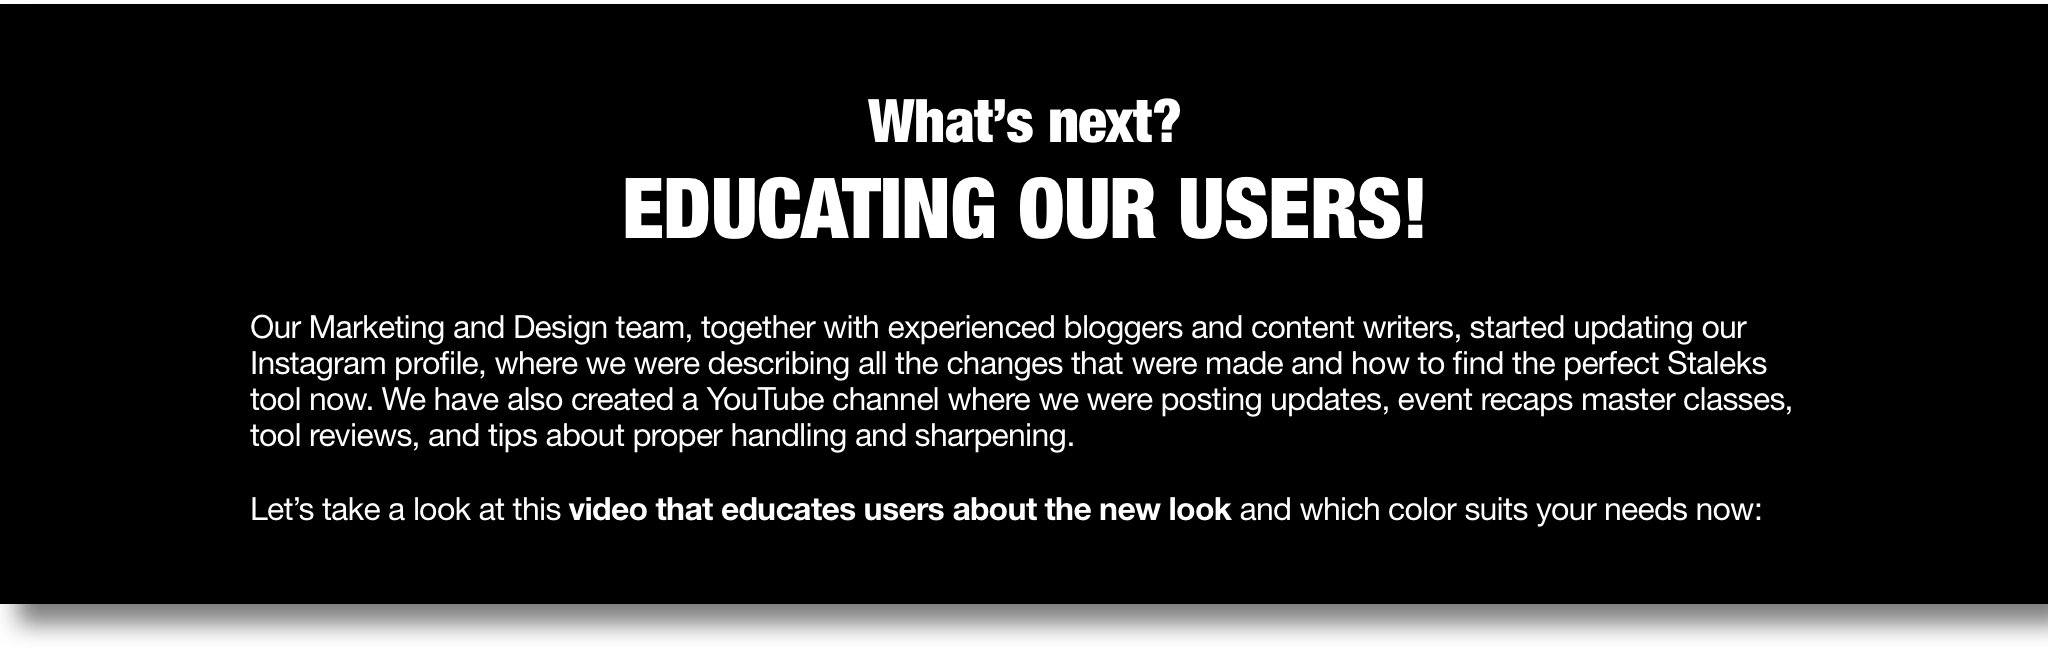 What’s next?
EDUCATING OUR USERS!
Our Marketing and Design team, together with experienced bloggers and content writers, started updating our
Instagram profile, where we were describing all the changes that were made and how to find the perfect Staleks
tool now. We have also created a YouTube channel where we were posting updates, event recaps master classes,
tool reviews, and tips about proper handling and sharpening.
Let’s take a look at this video that educates users about the new look and which color suits your needs now: